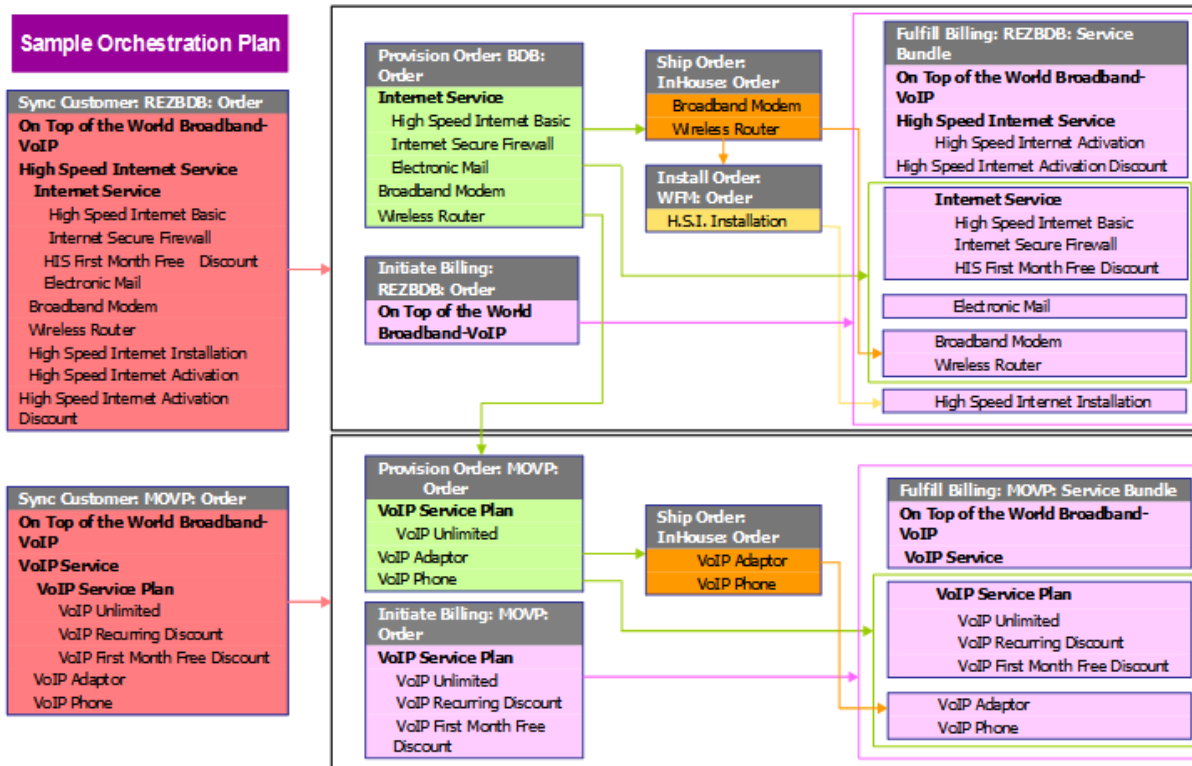 Sample Orchestration Plan
Sync Customer: REZBDB: Order
On Top of the World Broadband-
VoIP
High Speed Internet Service
Internet Service
High Speed Internet Basic
Internet Secure Firewall
HIS First Month Free Discount
Electronic Mail
Broadband Modem
Wireless Router
High Speed Internet Installation
High Speed Internet Activation
High Speed Internet Activation
Discount
Provision Order: BDB:
Order
Internet Service
High Speed Internet Basic
Internet Secure Firewall
Electronic Mail
Broadband Modem
Wireless Router
Initiate Billing:
REZBDB: Order
On Top of the World
Broadband-VoIP
Ship Order:
InHouse: Order
Broadband Modem
Wireless Router
Install Order:
WFM: Order
H.S.I. Installation
Fulfill Billing: REZBDB: Service
Bundle
On Top of the World Broadband-
VoIP
High Speed Internet Service
High Speed Internet Activation
High Speed Internet Activation Discount
Internet Service
High Speed Internet Basic
Internet Secure Firewall
HIS First Month Free Discount
Electronic Mail
Broadband Modem
Wireless Router
High Speed Internet Installation
Sync Customer: MOVP: Order
On Top of the World Broadband-
VoIP
VoIP Service
VoIP Service Plan
VoIP Unlimited
VoIP Recurring Discount
VoIP First Month Free Discount
VoIP Adaptor
VoIP Phone
Provision Order: MOVP:
Order
VoIP Service Plan
VoIP Unlimited
VoIP Adaptor
VoIP Phone
Initiate Billing: MOVP:
Order
VoIP Service Plan
VoIP Unlimited
VoIP Recurring Discount
VoIP First Month Free
Discount
Ship Order:
InHouse: Order
VoIP Adaptor
VoIP Phone
Fulfill Billing: MOVP: Service Bundle
On Top of the World Broadband-
VoIP
VoIP Service
VoIP Service Plan
VoIP Unlimited
VoIP Recurring Discount
VoIP First Month Free Discount
VoIP Adaptor
VoIP Phone